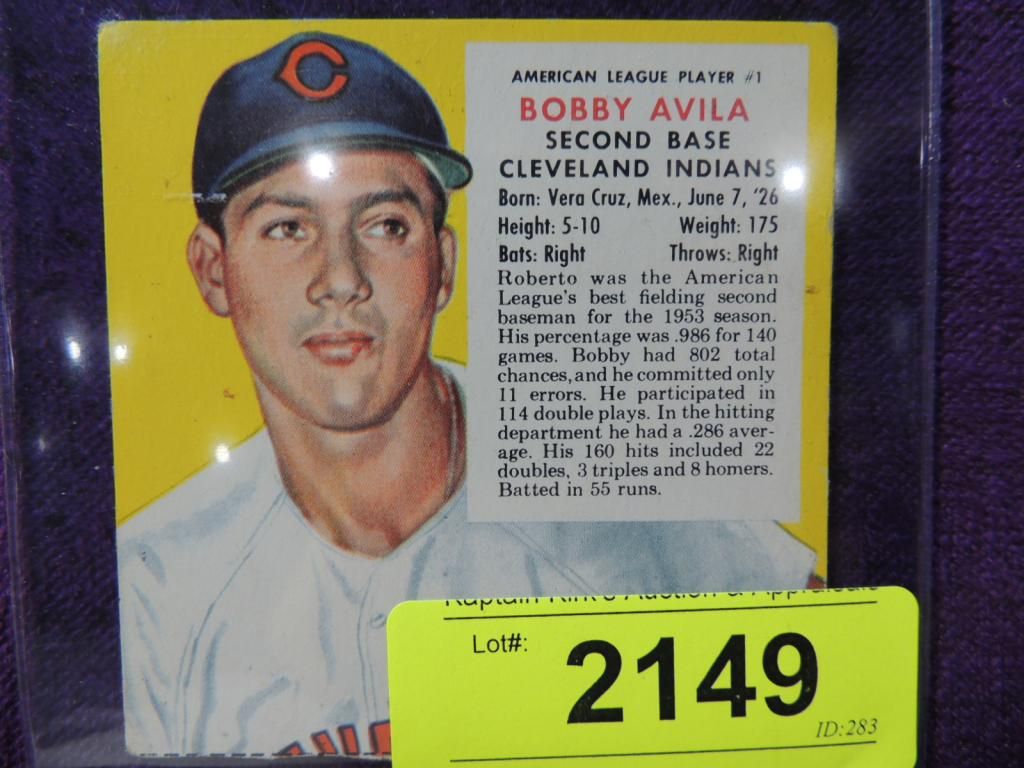 C
AMERICAN LEAGUE PLAYER #1
BOBBY AVILA
SECOND BASE
CLEVELAND INDIANS
Born: Vera Cruz, Mex., June 7, '26
Height: 5-10 Weight: 175
Bats: Right Throws: Right
Roberto was the American
League's best fielding second
baseman for the 1953 season.
His percentage was .986 for 140
games. Bobby had 802 total
chances, and he committed only
11 errors. He participated in
114 double plays. In the hitting
department he had a .286 aver-
age. His 160 hits included 22
doubles, 3 triples and 8 homers.
Batted in 55 runs.
Kaptain Kirk's Auction & Appraisals
Lot#:
2149
ID:283